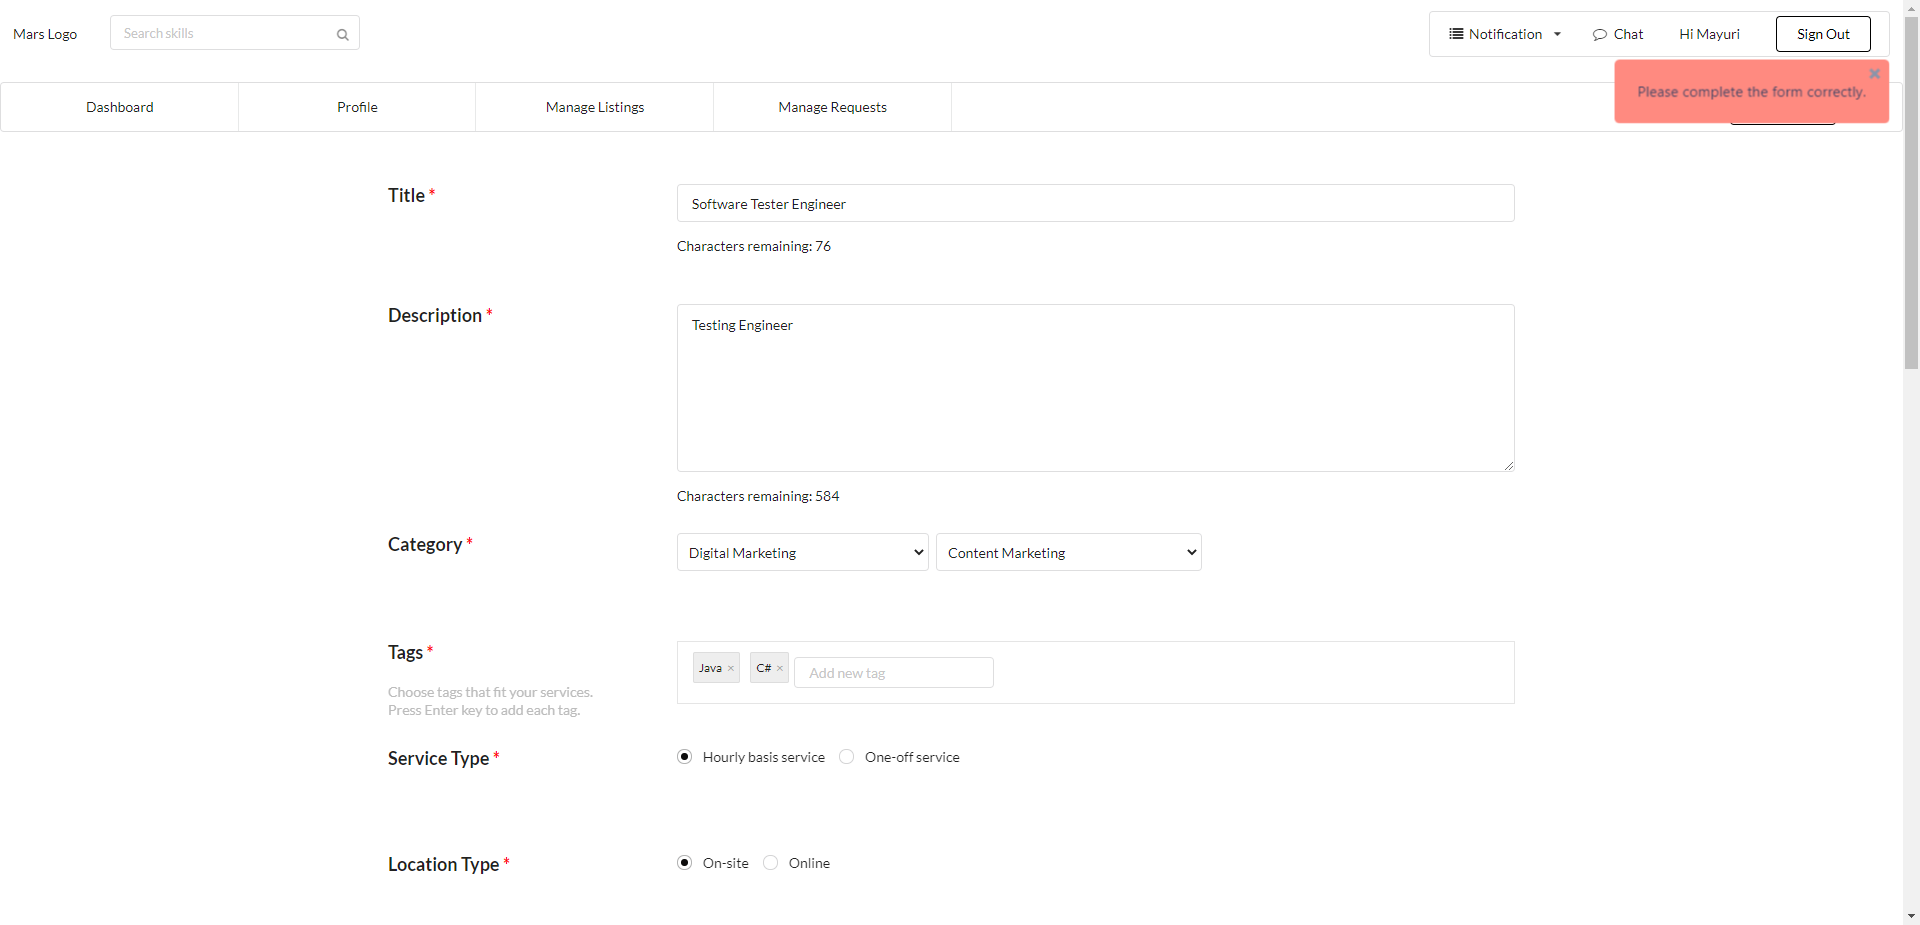 Mars Logo
Search skills
Notification
Chat
Hi Mayuri
Sign Out
Please complete the form correctly.
Dashboard
Profile
Manage Listings
Manage Requests
Title *
Software Tester Engineer
Characters remaining: 76
Description *
Testing Engineer
Characters remaining: 584
Category *
Digital Marketing
Content Marketing
Tags *
Java ×
C# ×
Add new tag
Choose tags that fit your services.
Press Enter key to add each tag.
Service Type *
Hourly basis service
One-off service
Location Type *
On-site
Online